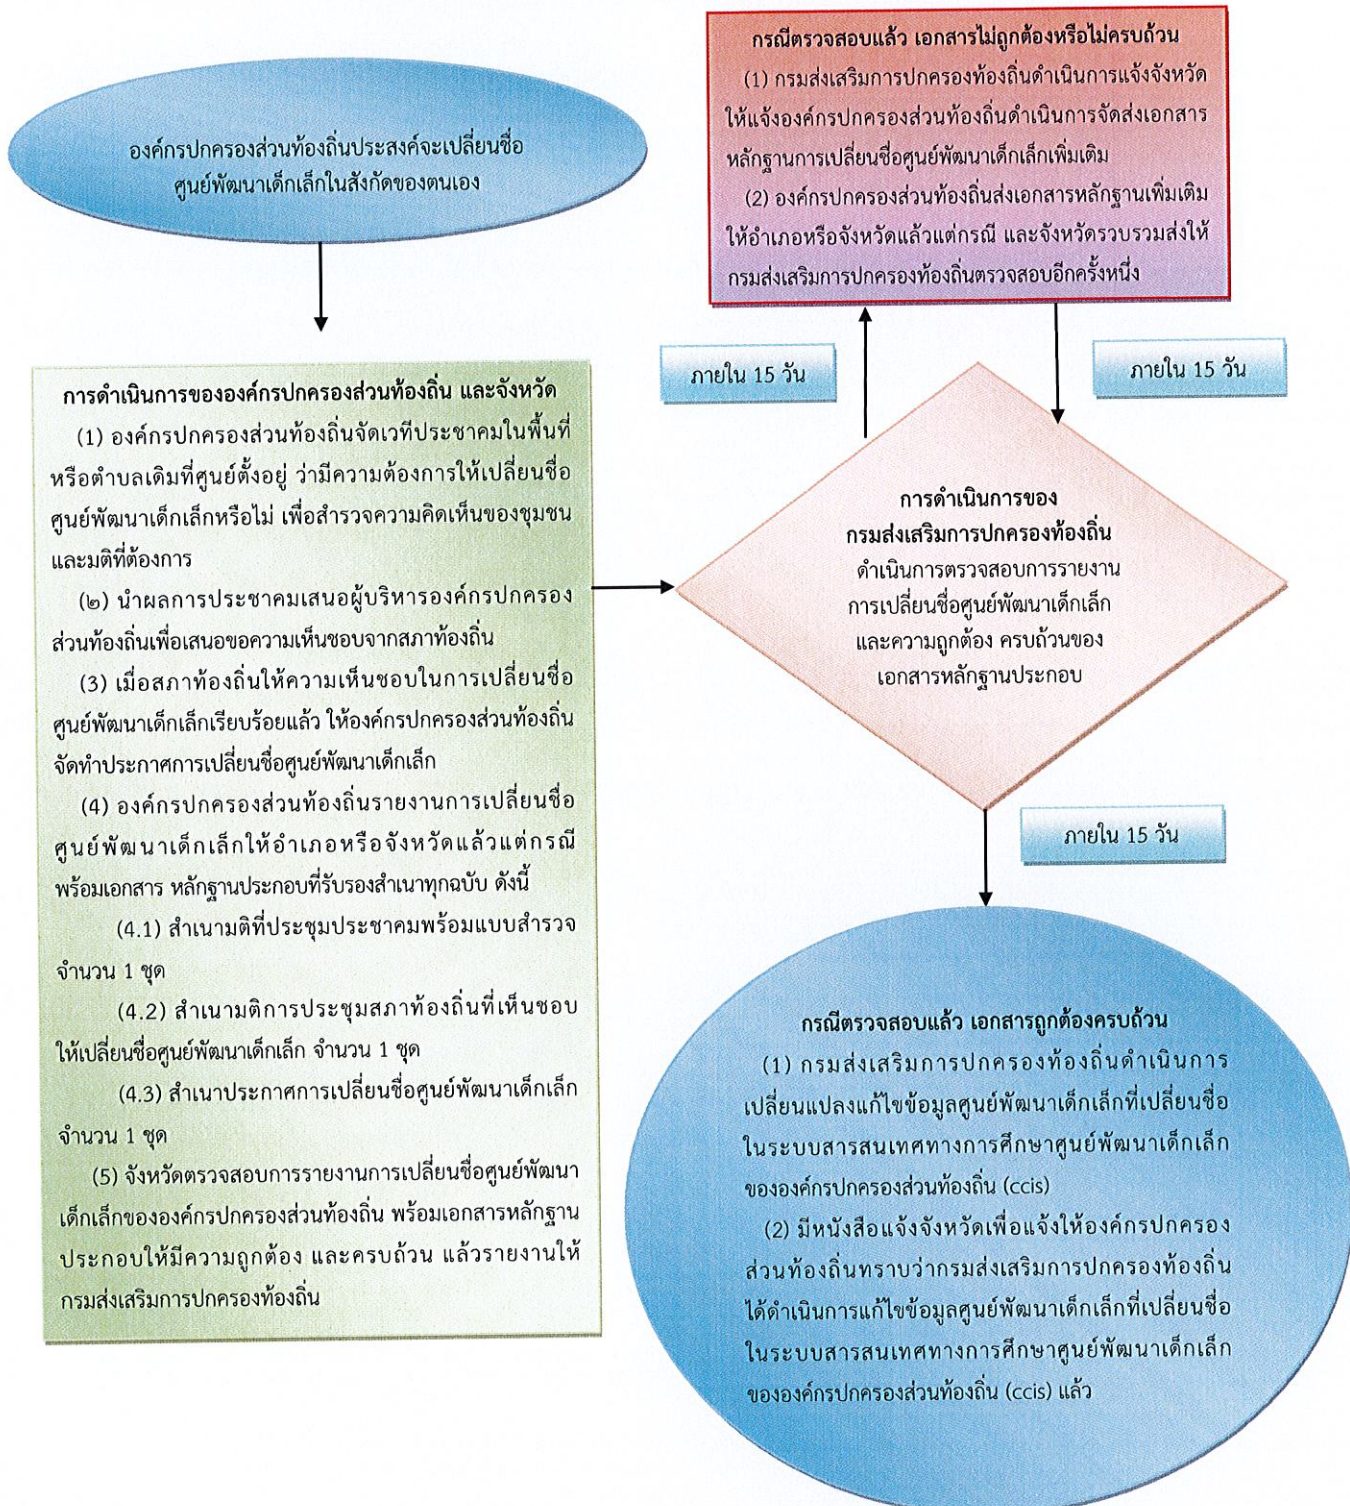 องค์กรปกครองส่วนท้องถิ่นประสงค์จะเปลี่ยนชื่อ
ศูนย์พัฒนาเด็กเล็กในสังกัดของตนเอง
การดำเนินการขององค์กรปกครองส่วนท้องถิ่น และจังหวัด
(1) องค์กรปกครองส่วนท้องถิ่นจัดเวทีประชาคมในพื้นที่
หรือตำบลเดิมที่ศูนย์ตั้งอยู่ ว่ามีความต้องการให้เปลี่ยนชื่อ
ศูนย์พัฒนาเด็กเล็กหรือไม่ เพื่อสำรวจความคิดเห็นของชุมชน
และมติที่ต้องการ
(๒) นำผลการประชาคมเสนอผู้บริหารองค์กรปกครอง
ส่วนท้องถิ่นเพื่อเสนอขอความเห็นชอบจากสภาท้องถิ่น
(3) เมื่อสภาท้องถิ่นให้ความเห็นชอบในการเปลี่ยนชื่อ
ศูนย์พัฒนาเด็กเล็กเรียบร้อยแล้ว ให้องค์กรปกครองส่วนท้องถิ่น
จัดทำประกาศการเปลี่ยนชื่อศูนย์พัฒนาเด็กเล็ก
(4) องค์กรปกครองส่วนท้องถิ่นรายงานการเปลี่ยนชื่อ
ศูนย์พัฒนาเด็กเล็กให้อำเภอหรือจังหวัดแล้วแต่กรณี
พร้อมเอกสาร หลักฐานประกอบที่รับรองสำเนาทุกฉบับ ดังนี้
(4.1) สำเนามติที่ประชุมประชาคมพร้อมแบบสำรวจ
จำนวน 1 ชุด
(4.2) สำเนามติการประชุมสภาท้องถิ่นที่เห็นชอบ
ให้เปลี่ยนชื่อศูนย์พัฒนาเด็กเล็ก จำนวน 1 ชุด
(4.3) สำเนาประกาศการเปลี่ยนชื่อศูนย์พัฒนาเด็กเล็ก
จำนวน 1 ชุด
(5) จังหวัดตรวจสอบการรายงานการเปลี่ยนชื่อศูนย์พัฒนา
เด็กเล็กขององค์กรปกครองส่วนท้องถิ่น พร้อมเอกสารหลักฐาน
ประกอบให้มีความถูกต้อง และครบถ้วน แล้วรายงานให้
กรมส่งเสริมการปกครองท้องถิ่น
กรณีตรวจสอบแล้ว เอกสารไม่ถูกต้องหรือไม่ครบถ้วน
(1) กรมส่งเสริมการปกครองท้องถิ่นดำเนินการแจ้งจังหวัด
ให้แจ้งองค์กรปกครองส่วนท้องถิ่นดำเนินการจัดส่งเอกสาร
หลักฐานการเปลี่ยนชื่อศูนย์พัฒนาเด็กเล็กเพิ่มเติม
(2) องค์กรปกครองส่วนท้องถิ่นส่งเอกสารหลักฐานเพิ่มเติม
ให้อำเภอหรือจังหวัดแล้วแต่กรณี และจังหวัดรวบรวมส่งให้
กรมส่งเสริมการปกครองท้องถิ่นตรวจสอบอีกครั้งหนึ่ง
ภายใน 15 วัน
ภายใน 15 วัน
การดำเนินการของ
กรมส่งเสริมการปกครองท้องถิ่น
ดำเนินการตรวจสอบการรายงาน
การเปลี่ยนชื่อศูนย์พัฒนาเด็กเล็ก
และความถูกต้อง ครบถ้วนของ
เอกสารหลักฐานประกอบ
ภายใน 15 วัน
กรณีตรวจสอบแล้ว เอกสารถูกต้องครบถ้วน
(1) กรมส่งเสริมการปกครองท้องถิ่นดำเนินการ
เปลี่ยนแปลงแก้ไขข้อมูลศูนย์พัฒนาเด็กเล็กที่เปลี่ยนชื่อ
ในระบบสารสนเทศทางการศึกษาศูนย์พัฒนาเด็กเล็ก
ขององค์กรปกครองส่วนท้องถิ่น (ccis)
(2) มีหนังสือแจ้งจังหวัดเพื่อแจ้งให้องค์กรปกครอง
ส่วนท้องถิ่นทราบว่ากรมส่งเสริมการปกครองท้องถิ่น
ได้ดำเนินการแก้ไขข้อมูลศูนย์พัฒนาเด็กเล็กที่เปลี่ยนชื่อ
ในระบบสารสนเทศทางการศึกษาศูนย์พัฒนาเด็กเล็ก
ขององค์กรปกครองส่วนท้องถิ่น (ccis) แล้ว